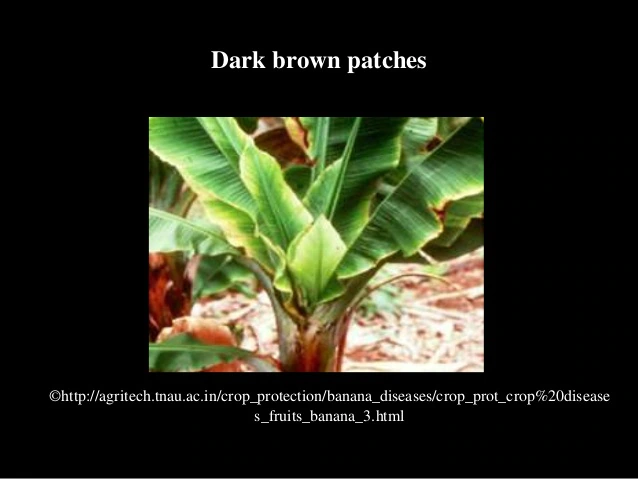 Dark brown patches
©http://agritech.tnau.ac.in/crop_protection/banana_diseases/crop_prot_crop%20disease
s_fruits_banana_3.html